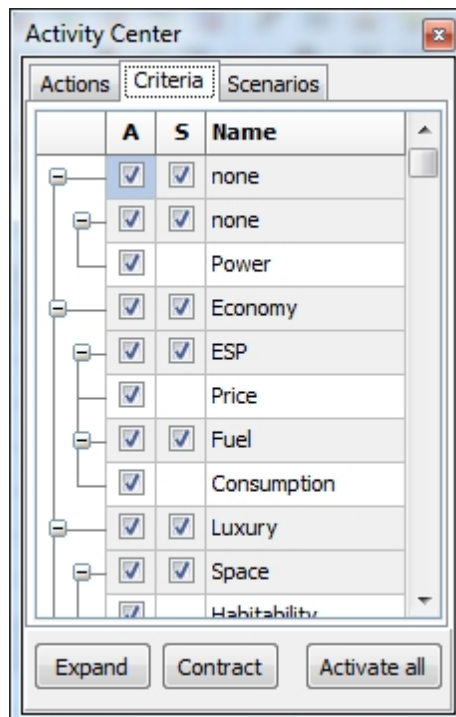 Activity Center
Actions Criteria Scenarios
A S Name
none
none
Power
Economy
ESP
Price
Fuel
Consumption
Luxury
Space
Habitability
Expand Contract Activate all